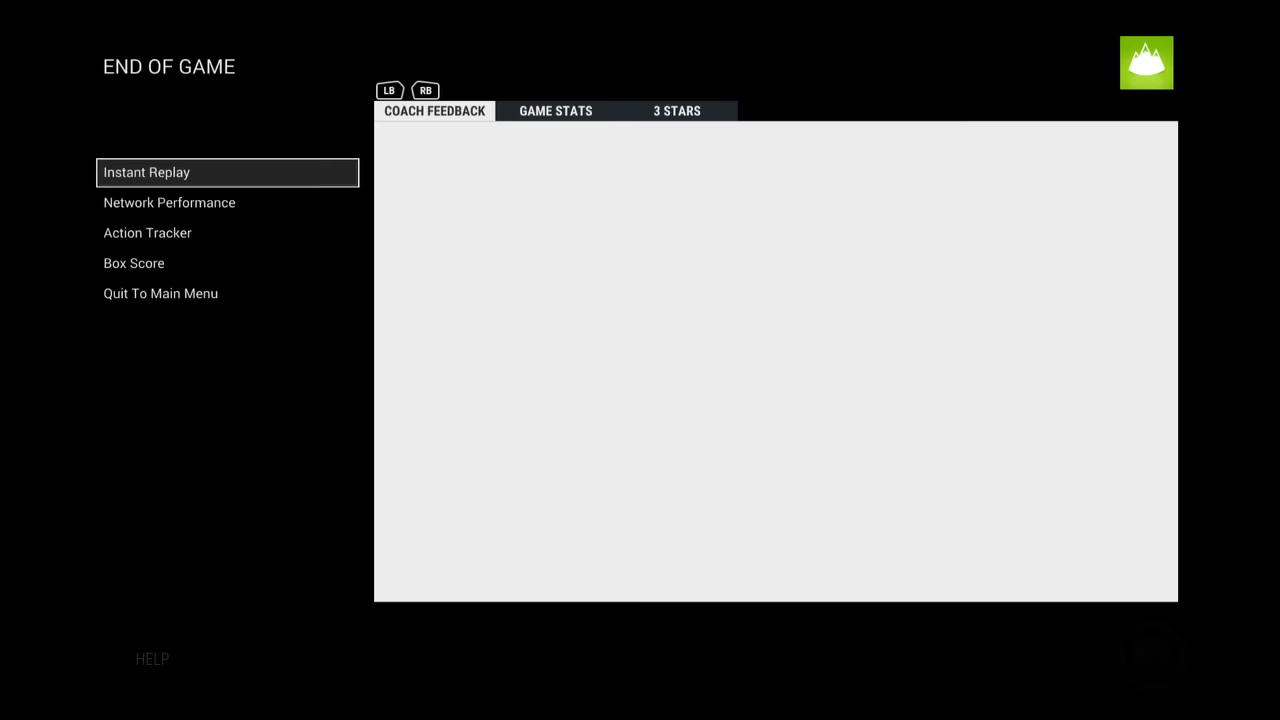 END OF GAME
LB RB
COACH FEEDBACK GAME STATS 3 STARS
Instant Replay
Network Performance
Action Tracker
Box Score
Quit To Main Menu
HELP